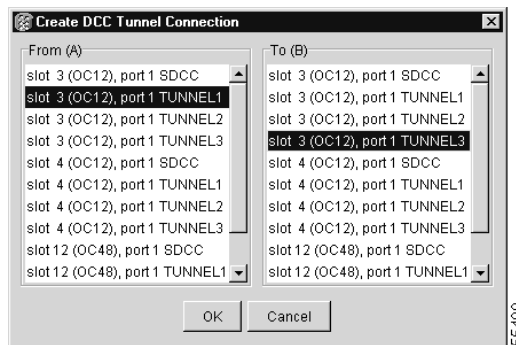 Create DCC Tunnel Connection
From (A)
slot 3 (OC12), port 1 SDCC
slot 3 (OC12), port 1 TUNNEL1
slot 3 (OC12), port 1 TUNNEL2
slot 3 (OC12), port 1 TUNNEL3
slot 4 (OC12), port 1 SDCC
slot 4 (OC12), port 1 TUNNEL1
slot 4 (OC12), port 1 TUNNEL2
slot 4 (OC12), port 1 TUNNEL3
slot 12 (OC48), port 1 SDCC
slot 12 (OC48), port 1 TUNNEL1
To (B)
slot 3 (OC12), port 1 SDCC
slot 3 (OC12), port 1 TUNNEL1
slot 3 (OC12), port 1 TUNNEL2
slot 3 (OC12), port 1 TUNNEL3
slot 4 (OC12), port 1 SDCC
slot 4 (OC12), port 1 TUNNEL1
slot 4 (OC12), port 1 TUNNEL2
slot 4 (OC12), port 1 TUNNEL3
slot 12 (OC48), port 1 SDCC
slot 12 (OC48), port 1 TUNNEL1
OK
Cancel